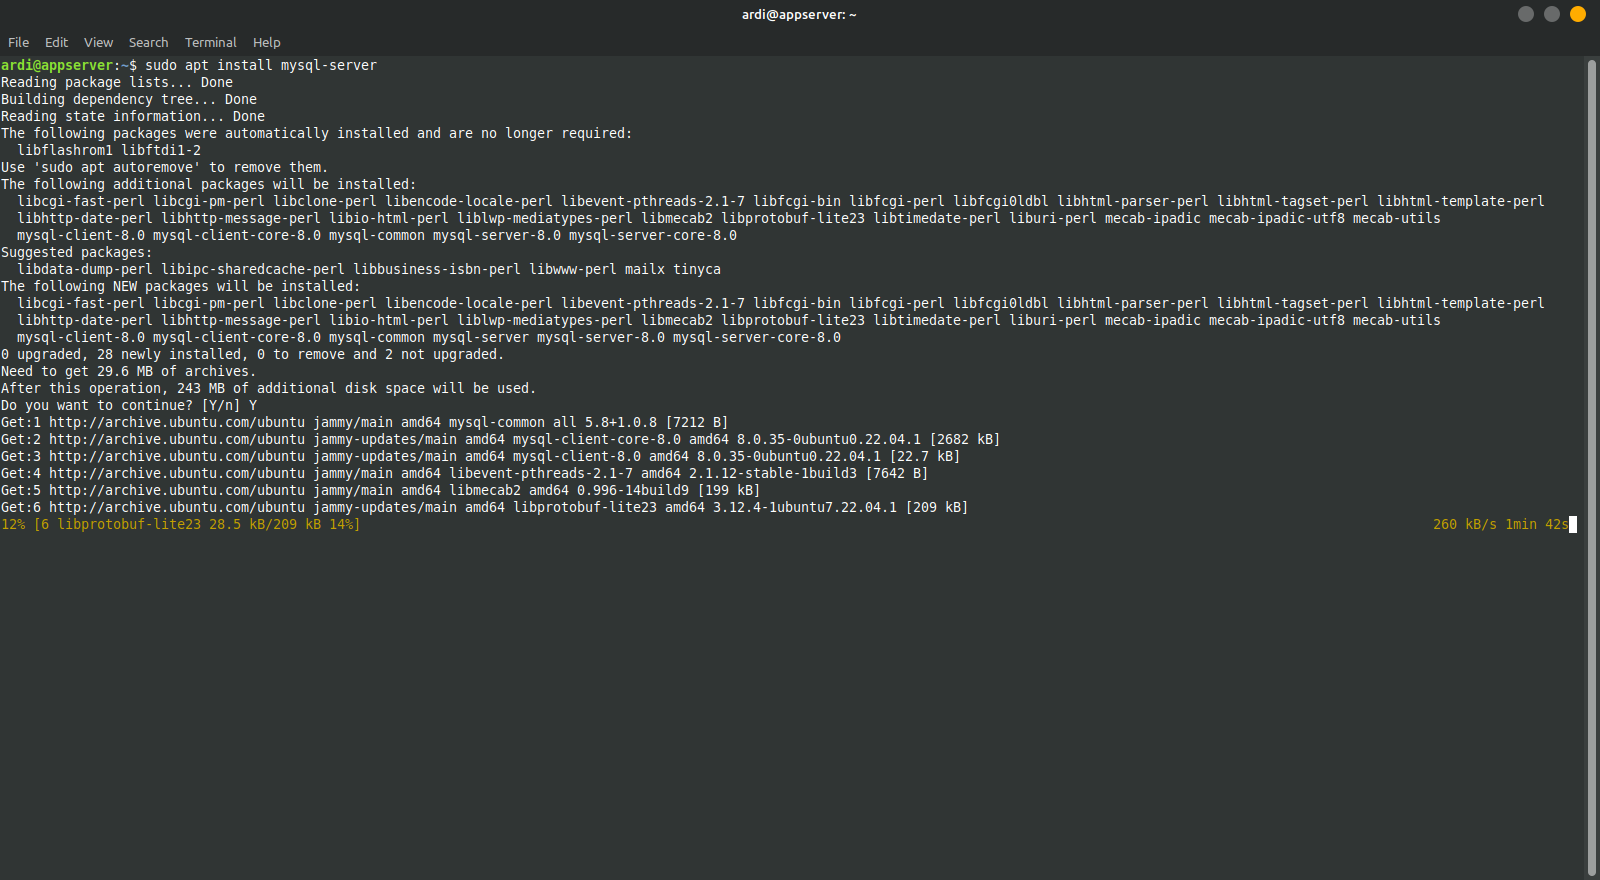 ardi@appserver: ~
File Edit View Search Terminal Help
ardi@appserver:~$ sudo apt install mysql-server
Reading package lists... Done
Building dependency tree... Done
Reading state information... Done
The following packages were automatically installed and are no longer required:
  libflashrom1 libftdi1-2
Use 'sudo apt autoremove' to remove them.
The following additional packages will be installed:
  libcgi-fast-perl libcgi-pm-perl libclone-perl libencode-locale-perl libevent-pthreads-2.1-7 libfcgi-bin libfcgi-perl libfcgi0ldbl libhtml-parser-perl libhtml-tagset-perl libhtml-template-perl
  libhttp-date-perl libhttp-message-perl libio-html-perl liblwp-mediatypes-perl libmecab2 libprotobuf-lite23 libtimedate-perl liburi-perl mecab-ipadic mecab-ipadic-utf8 mecab-utils
  mysql-client-8.0 mysql-client-core-8.0 mysql-common mysql-server-8.0 mysql-server-core-8.0
Suggested packages:
  libdata-dump-perl libipc-sharedcache-perl libbusiness-isbn-perl libwww-perl mailx tinyca
The following NEW packages will be installed:
  libcgi-fast-perl libcgi-pm-perl libclone-perl libencode-locale-perl libevent-pthreads-2.1-7 libfcgi-bin libfcgi-perl libfcgi0ldbl libhtml-parser-perl libhtml-tagset-perl libhtml-template-perl
  libhttp-date-perl libhttp-message-perl libio-html-perl liblwp-mediatypes-perl libmecab2 libprotobuf-lite23 libtimedate-perl liburi-perl mecab-ipadic mecab-ipadic-utf8 mecab-utils
  mysql-client-8.0 mysql-client-core-8.0 mysql-common mysql-server mysql-server-8.0 mysql-server-core-8.0
0 upgraded, 28 newly installed, 0 to remove and 2 not upgraded.
Need to get 29.6 MB of archives.
After this operation, 243 MB of additional disk space will be used.
Do you want to continue? [Y/n] Y
Get:1 http://archive.ubuntu.com/ubuntu jammy/main amd64 mysql-common all 5.8+1.0.8 [7212 B]
Get:2 http://archive.ubuntu.com/ubuntu jammy-updates/main amd64 mysql-client-core-8.0 amd64 8.0.35-0ubuntu0.22.04.1 [2682 kB]
Get:3 http://archive.ubuntu.com/ubuntu jammy-updates/main amd64 mysql-client-8.0 amd64 8.0.35-0ubuntu0.22.04.1 [22.7 kB]
Get:4 http://archive.ubuntu.com/ubuntu jammy/main amd64 libevent-pthreads-2.1-7 amd64 2.1.12-stable-1build3 [7642 B]
Get:5 http://archive.ubuntu.com/ubuntu jammy/main amd64 libmecab2 amd64 0.996-14build9 [199 kB]
Get:6 http://archive.ubuntu.com/ubuntu jammy-updates/main amd64 libprotobuf-lite23 amd64 3.12.4-1ubuntu7.22.04.1 [209 kB]
12% [6 libprotobuf-lite23 28.5 kB/209 kB 14%] 260 kB/s 1min 42s